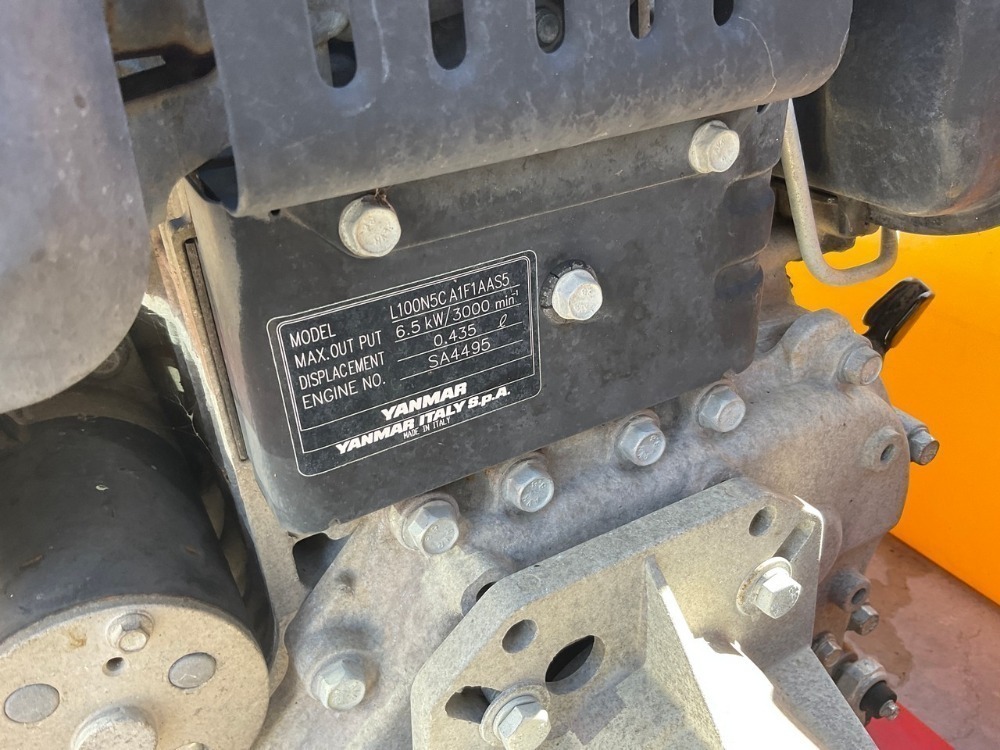 MODEL L100N5CA1F1AAS5
MAX.OUT PUT 6.5 kW/3000 min⁻¹
DISPLACEMENT 0.435 ℓ
ENGINE NO. SA4495
YANMAR
YANMAR ITALY S.p.A.
MADE IN ITALY